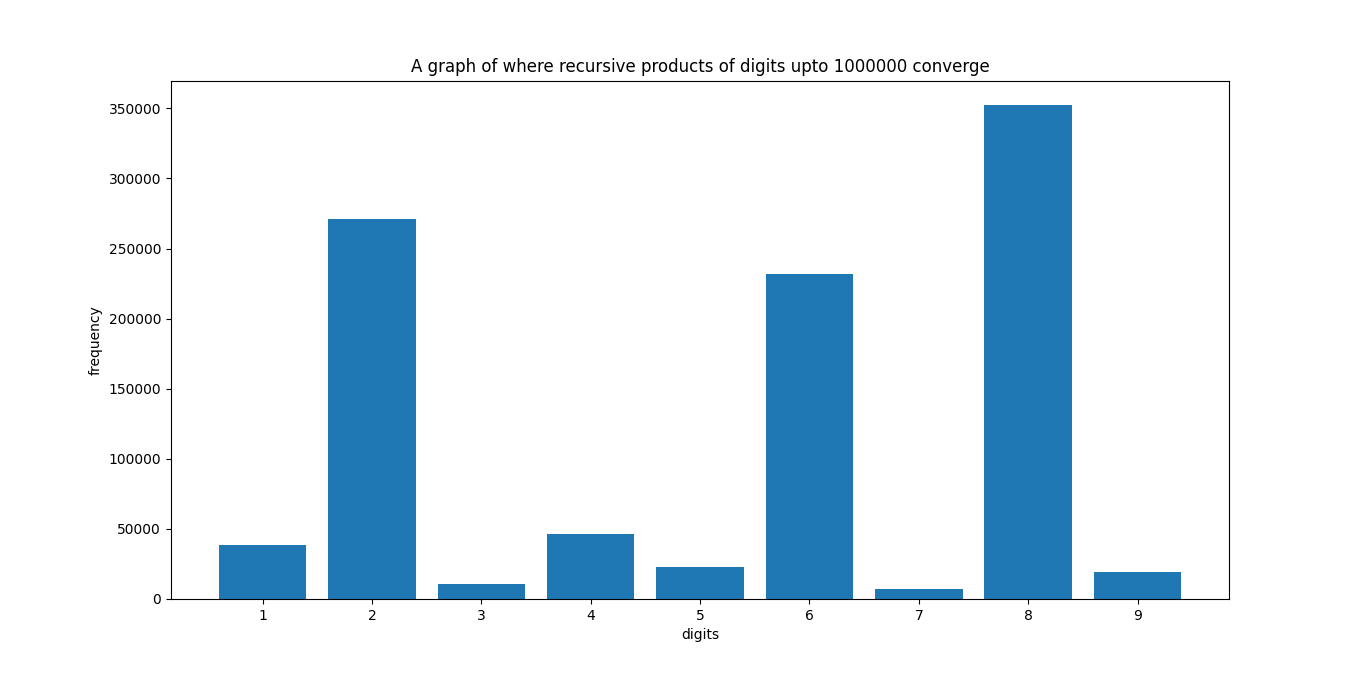 A graph of where recursive products of digits upto 1000000 converge
350000
300000
250000
200000
150000
100000
50000
0
frequency
1 2 3 4 5 6 7 8 9
digits